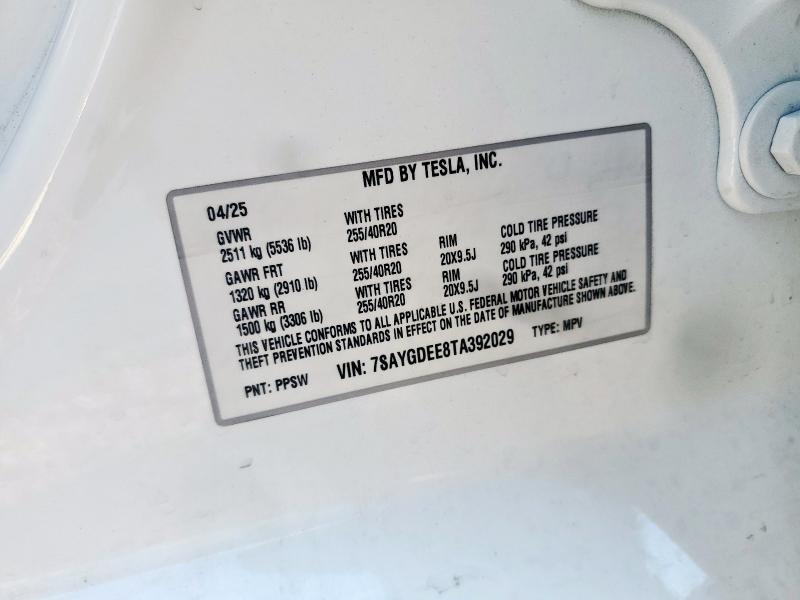 MFD BY TESLA, INC.
04/25
GVWR WITH TIRES
2511 kg (5536 lb) 255/40R20
GAWR FRT WITH TIRES RIM COLD TIRE PRESSURE
1320 kg (2910 lb) 255/40R20 20X9.5J 290 kPa, 42 psi
GAWR RR WITH TIRES RIM COLD TIRE PRESSURE
1500 kg (3306 lb) 255/40R20 20X9.5J 290 kPa, 42 psi
THIS VEHICLE CONFORMS TO ALL APPLICABLE U.S. FEDERAL MOTOR VEHICLE SAFETY AND
THEFT PREVENTION STANDARDS IN EFFECT ON THE DATE OF MANUFACTURE SHOWN ABOVE.
PNT: PPSW VIN: 7SAYGDEE8TA392029 TYPE: MPV